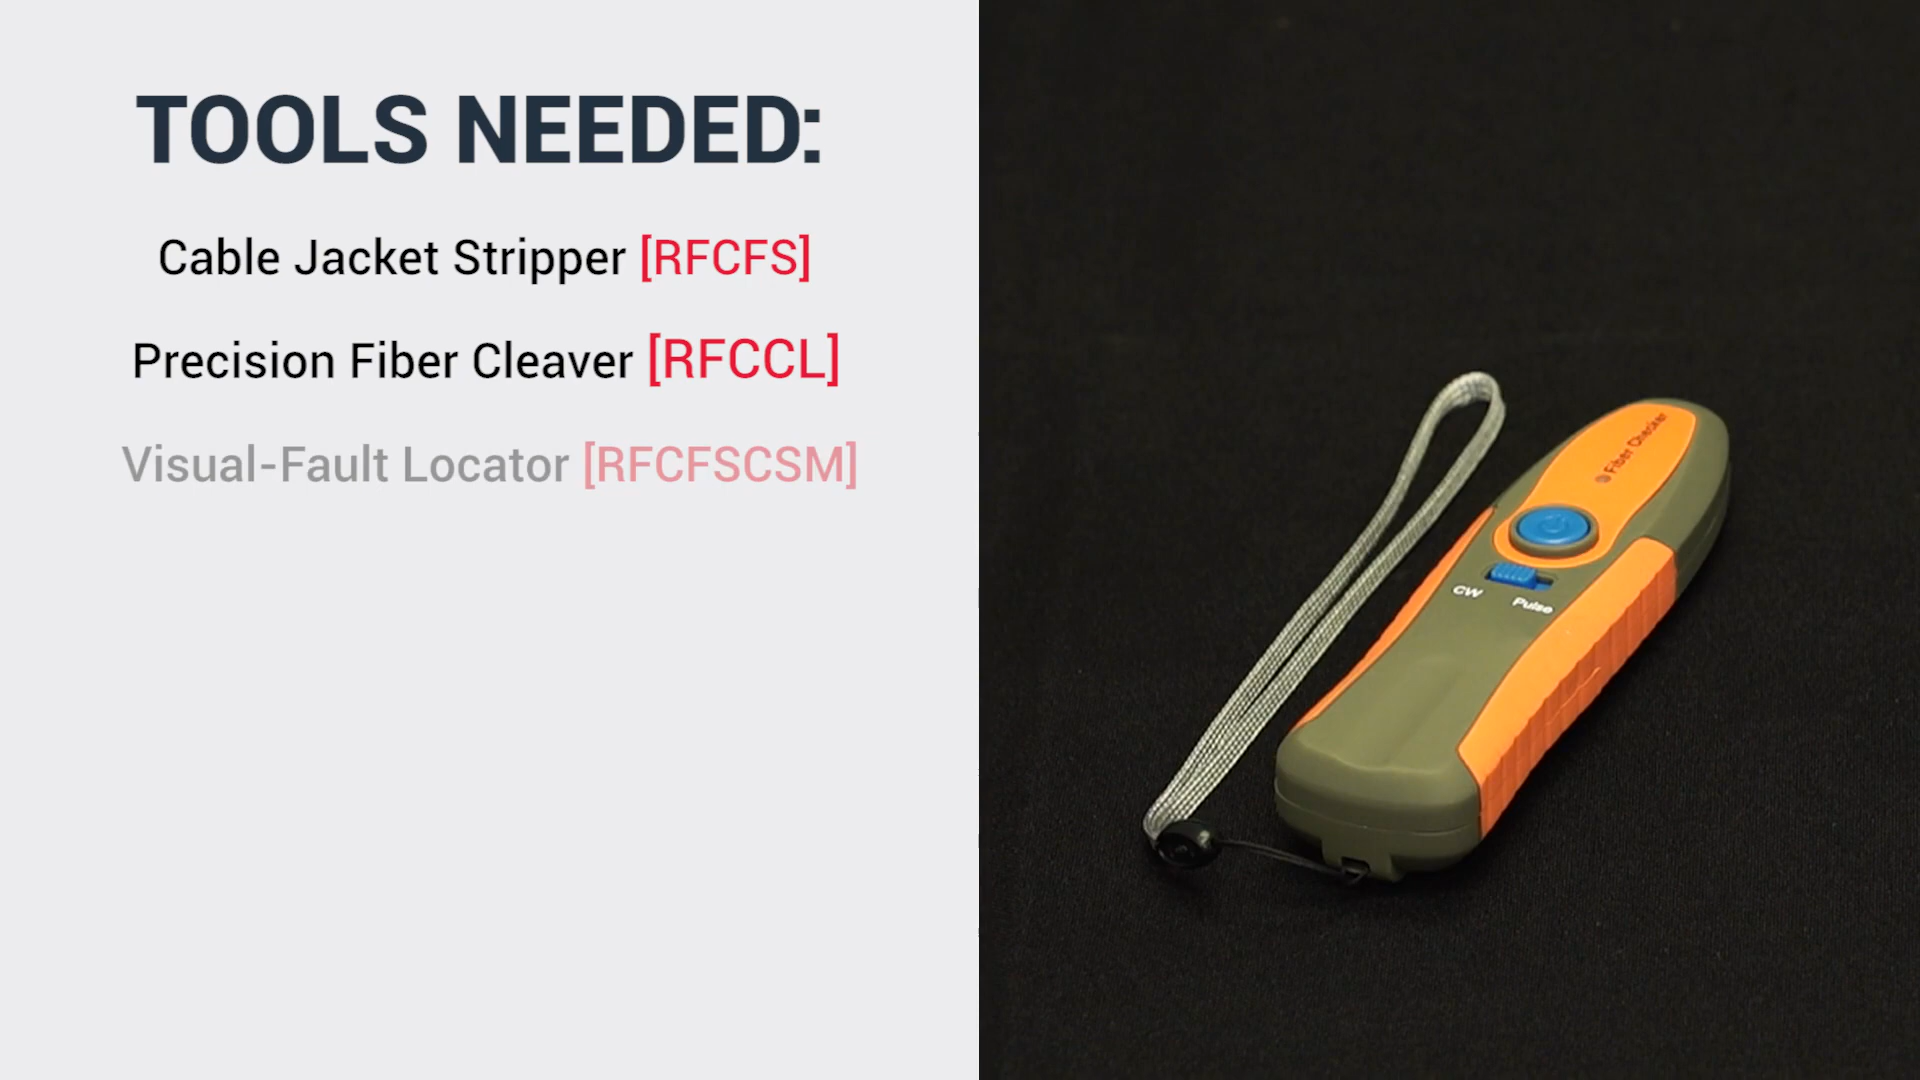 TOOLS NEEDED:
Cable Jacket Stripper [RFCFS]
Precision Fiber Cleaver [RFCCL]
Visual-Fault Locator [RFCFSCSM]
Fiber Checker
CW Pulse